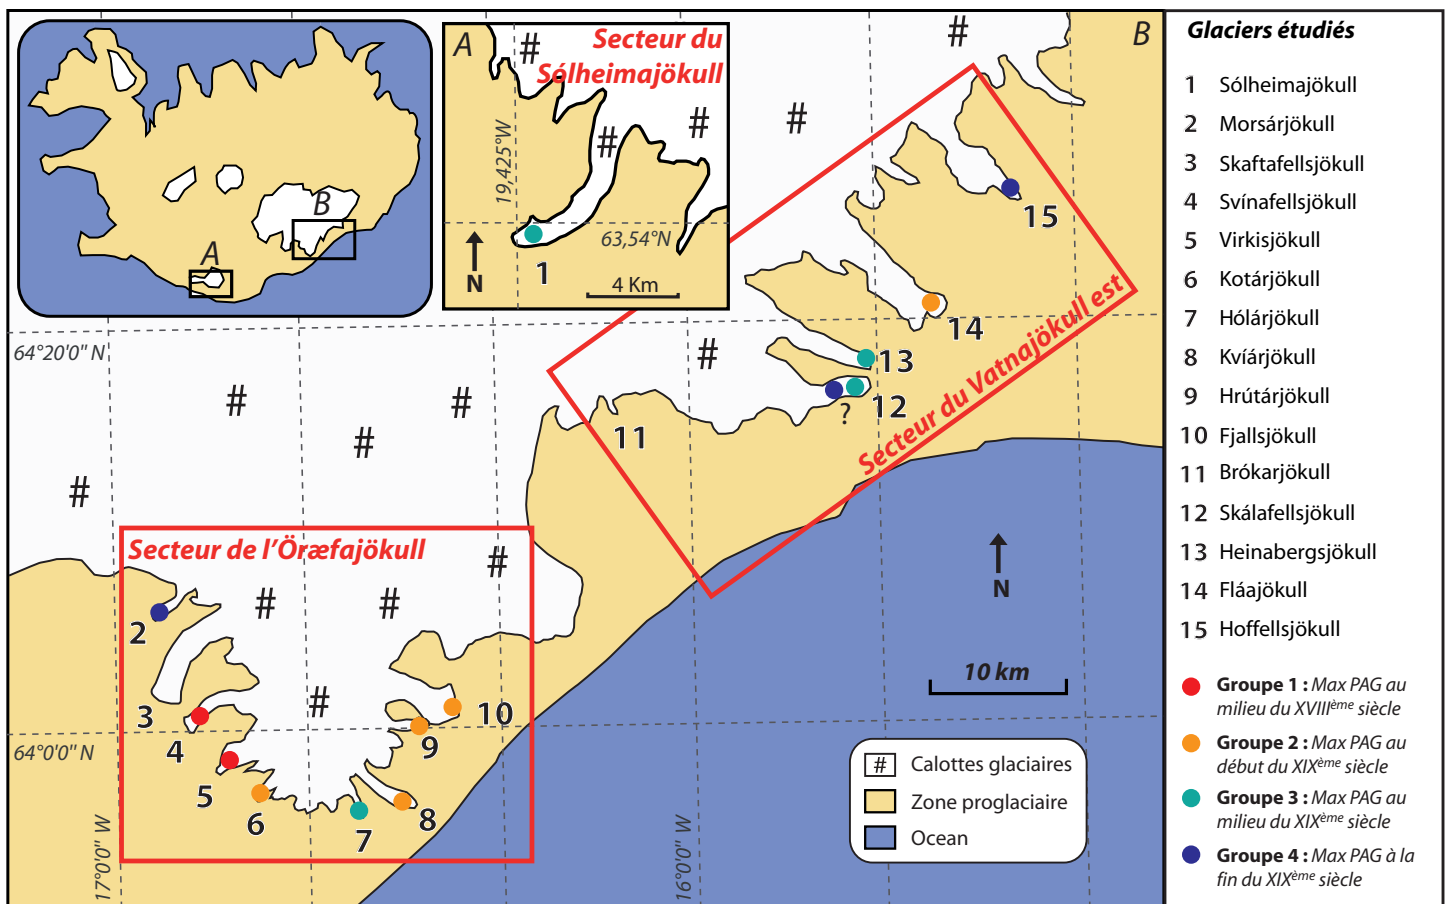 A
B
A
Secteur du
Sólheimajökull
#
#
#
19,425°W
63,54°N
N
1
4 Km
B
#
#
#
#
#
#
#
#
#
#
#
64°20'0'' N
64°0'0'' N
17°0'0'' W
16°0'0'' W
Secteur du Vatnajökull est
15
14
13
12
?
11
Secteur de l'Öræfajökull
2
3
4
5
6
7
8
9
10
N
10 km
# Calottes glaciaires
Zone proglaciaire
Ocean
Glaciers étudiés
1 Sólheimajökull
2 Morsárjökull
3 Skaftafellsjökull
4 Svínafellsjökull
5 Virkisjökull
6 Kotárjökull
7 Hólárjökull
8 Kvíárjökull
9 Hrútárjökull
10 Fjallsjökull
11 Brókarjökull
12 Skálafellsjökull
13 Heinabergsjökull
14 Fláajökull
15 Hoffellsjökull
Groupe 1 : Max PAG au
milieu du XVIIIème siècle
Groupe 2 : Max PAG au
début du XIXème siècle
Groupe 3 : Max PAG au
milieu du XIXème siècle
Groupe 4 : Max PAG à la
fin du XIXème siècle